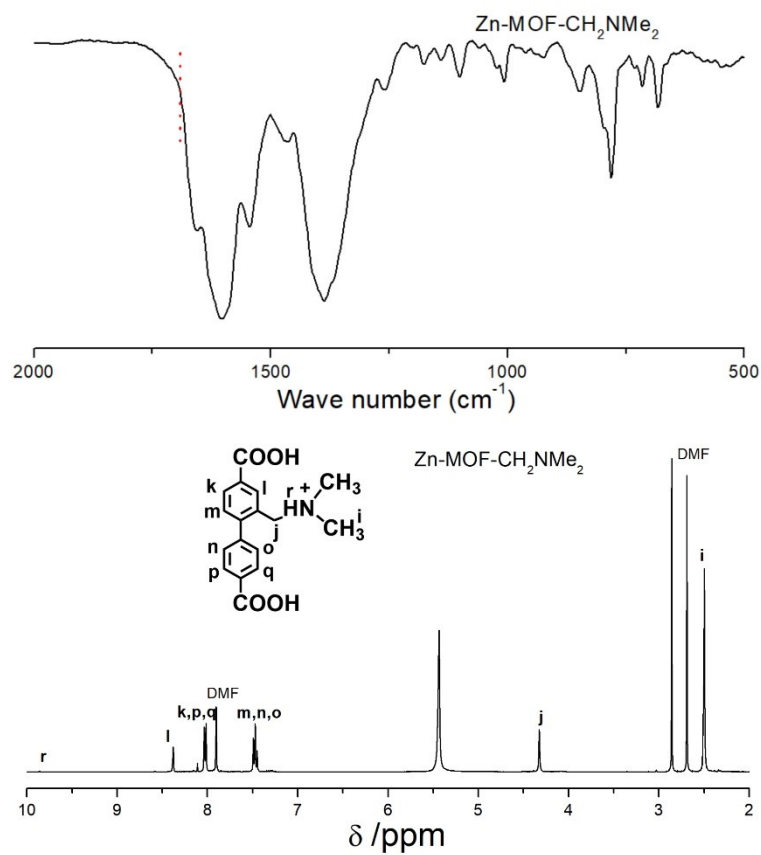 Zn-MOF-CH₂NMe₂
2000 1500 1000 500
Wave number (cm⁻¹)
COOH
Zn-MOF-CH₂NMe₂
DMF
k l r + CH₃
m HN
j CH₃ i
n o
p q
COOH
i
DMF
k,p,q m,n,o
l j
r
10 9 8 7 6 5 4 3 2
δ /ppm